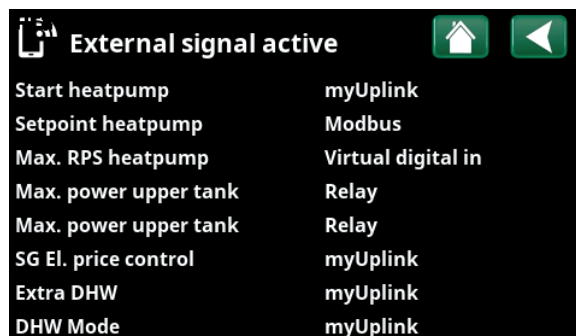 External signal active
Start heatpump myUplink
Setpoint heatpump Modbus
Max. RPS heatpump Virtual digital in
Max. power upper tank Relay
Max. power upper tank Relay
SG El. price control myUplink
Extra DHW myUplink
DHW Mode myUplink